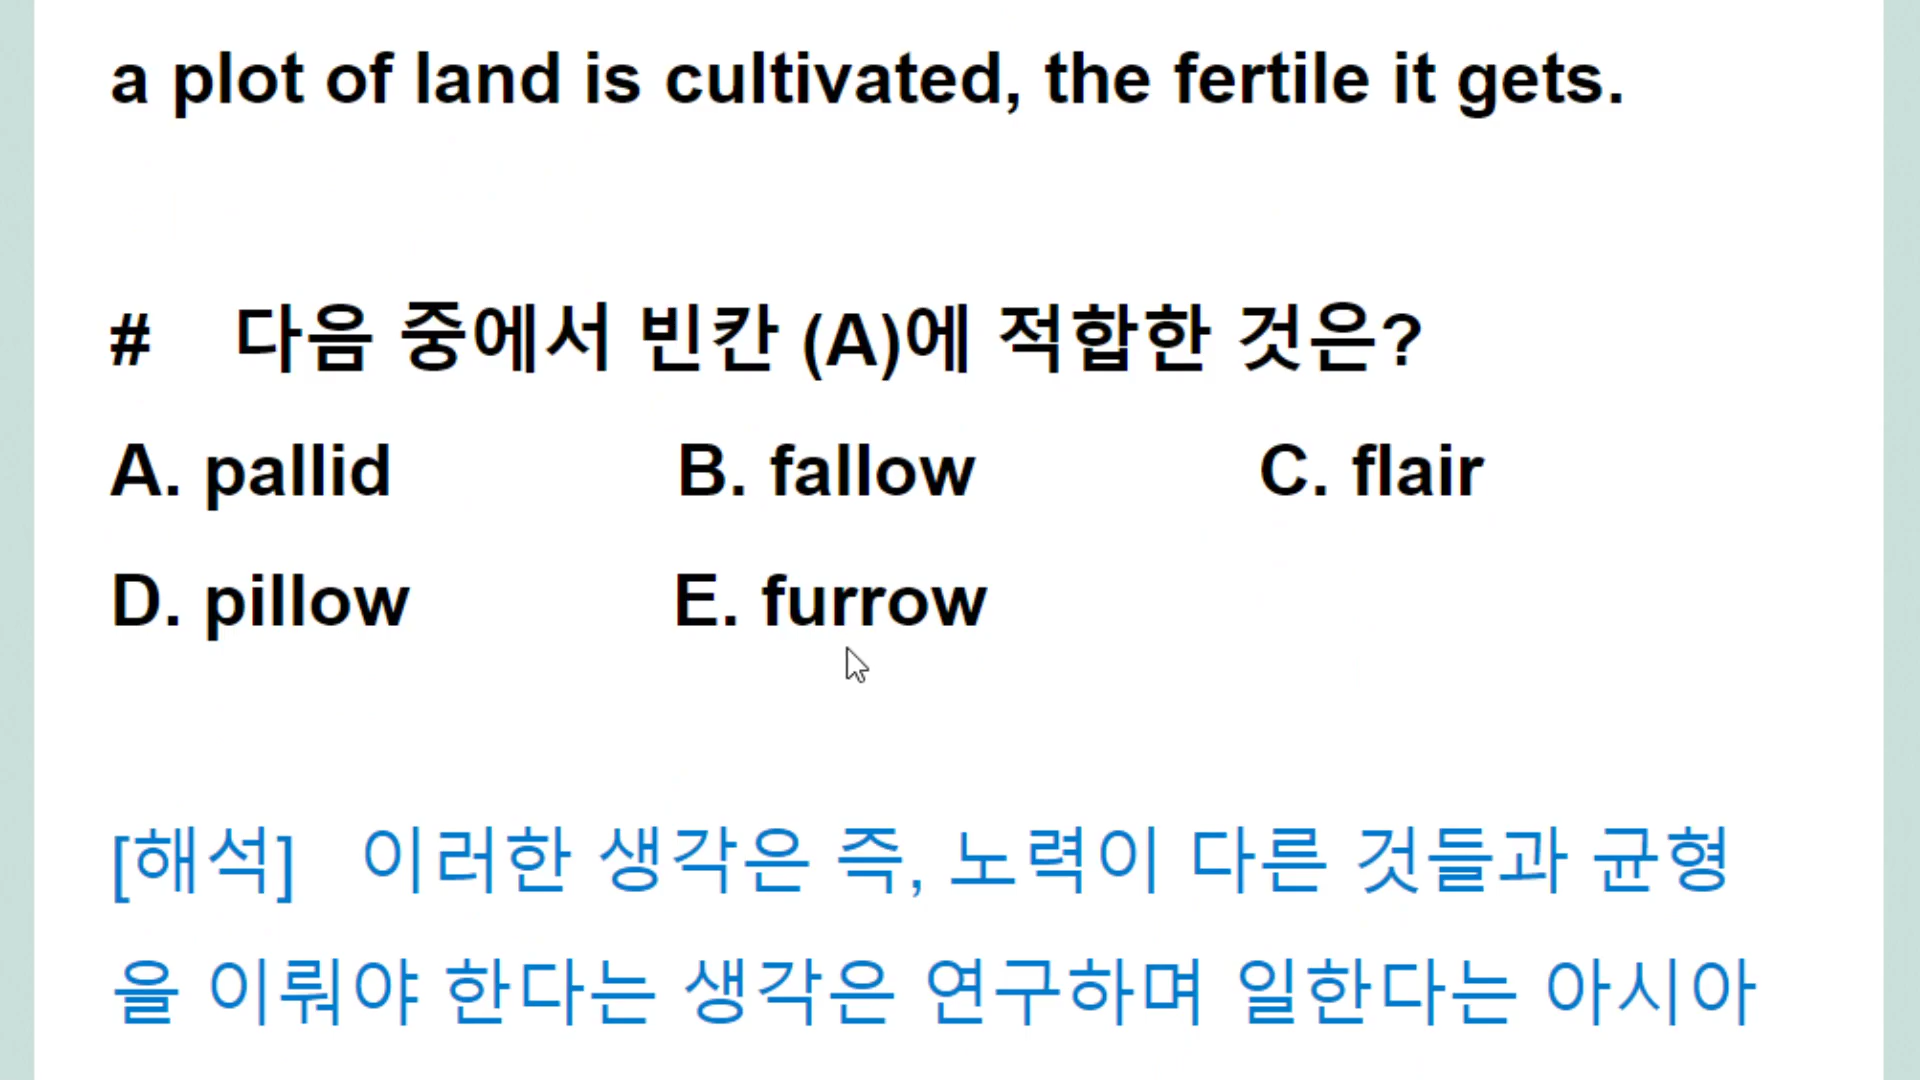 a plot of land is cultivated, the fertile it gets.
# 다음 중에서 빈칸 (A)에 적합한 것은?
A. pallid B. fallow C. flair
D. pillow E. furrow
[해석] 이러한 생각은 즉, 노력이 다른 것들과 균형
을 이뤄야 한다는 생각은 연구하며 일한다는 아시아